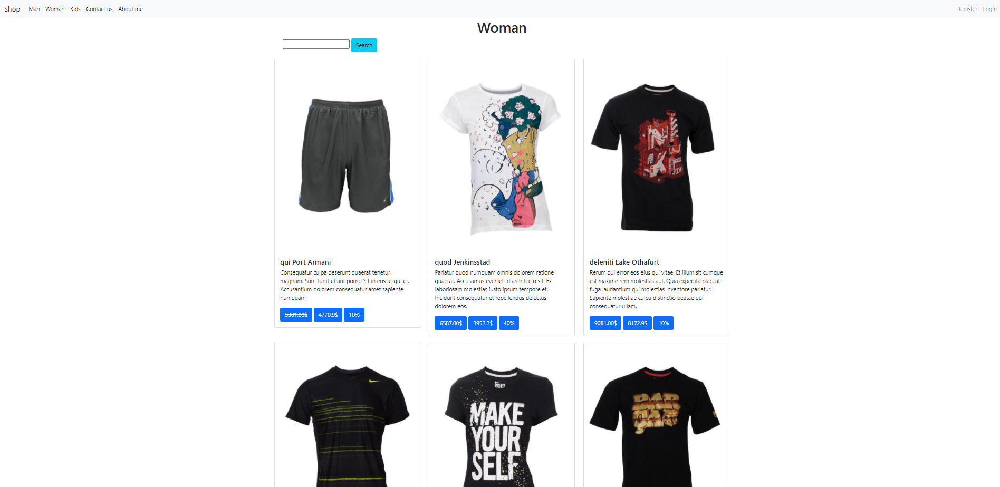 Shop Man Woman Kids Contact us About me Register Login
Woman
Search
qui Port Armani
Consequatur culpa deserunt quaerat tenetur
magnam. Sunt fugit et aut porro. Sit in eos ut qui et.
Accusantium dolorem consequatur amet sapiente
numquam.
5301.00$ 4770.9$ 10%
quod Jenkinsstad
Pariatur quod numquam omnis dolorem ratione
quaerat. Accusamus eveniet id architecto sit. Ex
laboriosam molestias iusto ipsum tempore et.
Incidunt consequatur et repellendus delectus
dolorem eos.
6587.00$ 3952.2$ 40%
NIKE
deleniti Lake Othafurt
Rerum qui error eos eius qui vitae. Et illum sit cumque
est maxime rem molestias aut. Quia expedita placeat
fuga laudantium qui molestias inventore pariatur.
Sapiente molestiae culpa distinctio beatae qui
consequatur ullam.
9081.00$ 8172.9$ 10%
DRI-FIT
MAKE
YOUR
SELF
BAR
ÇA